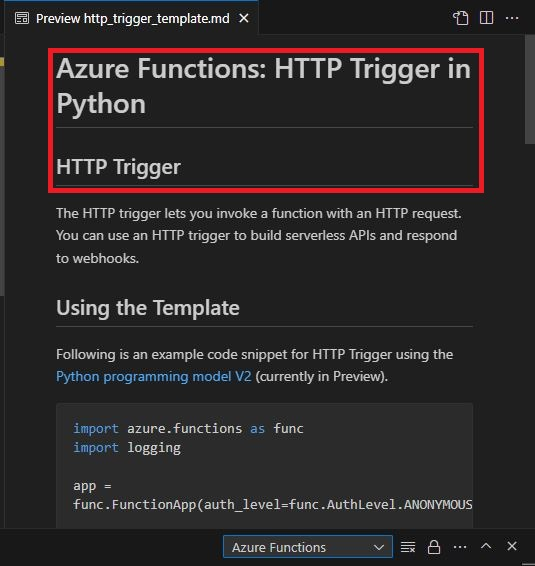 Preview http_trigger_template.md
Azure Functions: HTTP Trigger in
Python
HTTP Trigger
The HTTP trigger lets you invoke a function with an HTTP request.
You can use an HTTP trigger to build serverless APIs and respond
to webhooks.
Using the Template
Following is an example code snippet for HTTP Trigger using the
Python programming model V2 (currently in Preview).
import azure.functions as func
import logging
app =
func.FunctionApp(auth_level=func.AuthLevel.ANONYMOUS
Azure Functions